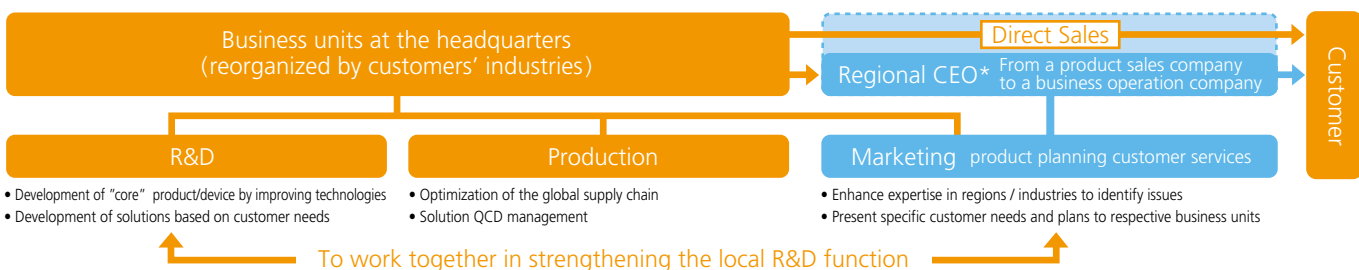 Business units at the headquarters
(reorganized by customers' industries)
Direct Sales
Regional CEO* From a product sales company
to a business operation company
Customer
R&D
Production
Marketing product planning customer services
• Development of "core" product/device by improving technologies
• Development of solutions based on customer needs
• Optimization of the global supply chain
• Solution QCD management
• Enhance expertise in regions / industries to identify issues
• Present specific customer needs and plans to respective business units
To work together in strengthening the local R&D function